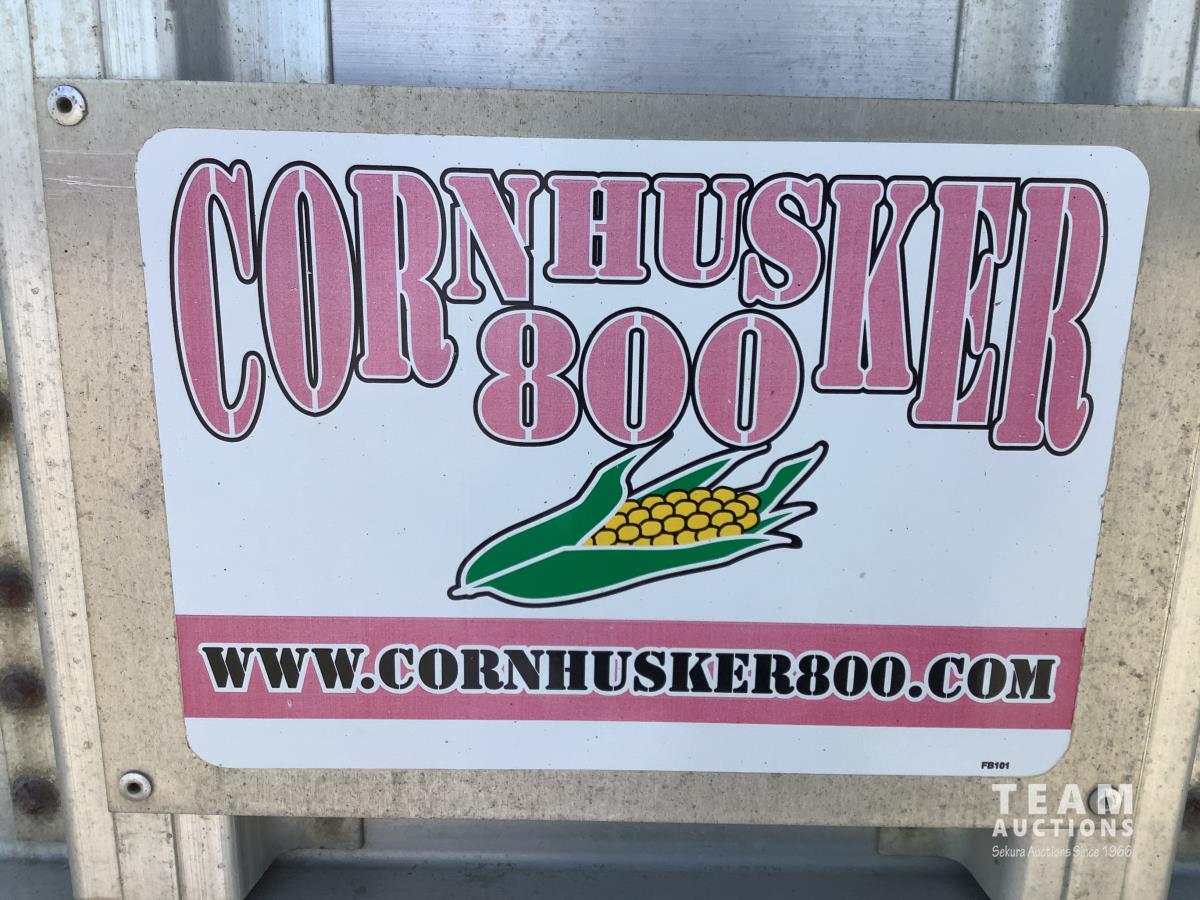 CORNHUSKER
800
WWW.CORNHUSKER800.COM
FB101
TEAM
AUCTIONS
Sekura Auctions Since 1966